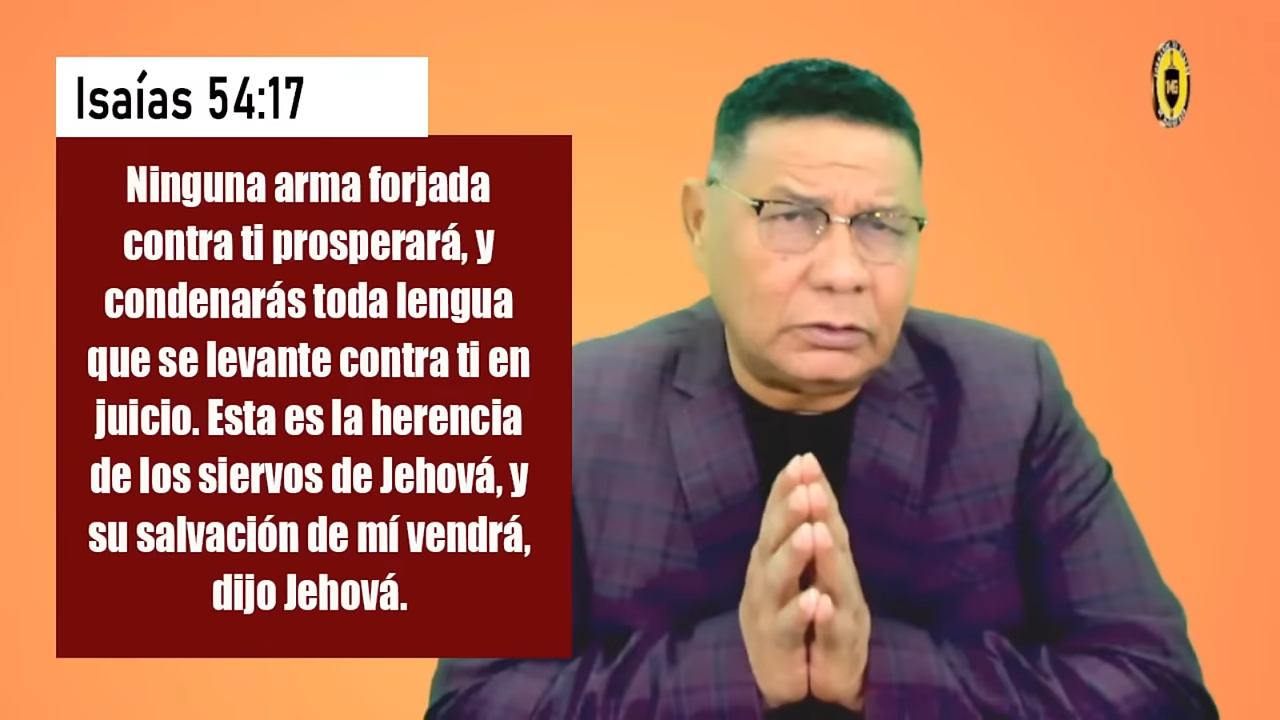 Isaías 54:17
Ninguna arma forjada
contra ti prosperará, y
condenarás toda lengua
que se levante contra ti en
juicio. Esta es la herencia
de los siervos de Jehová, y
su salvación de mí vendrá,
dijo Jehová.